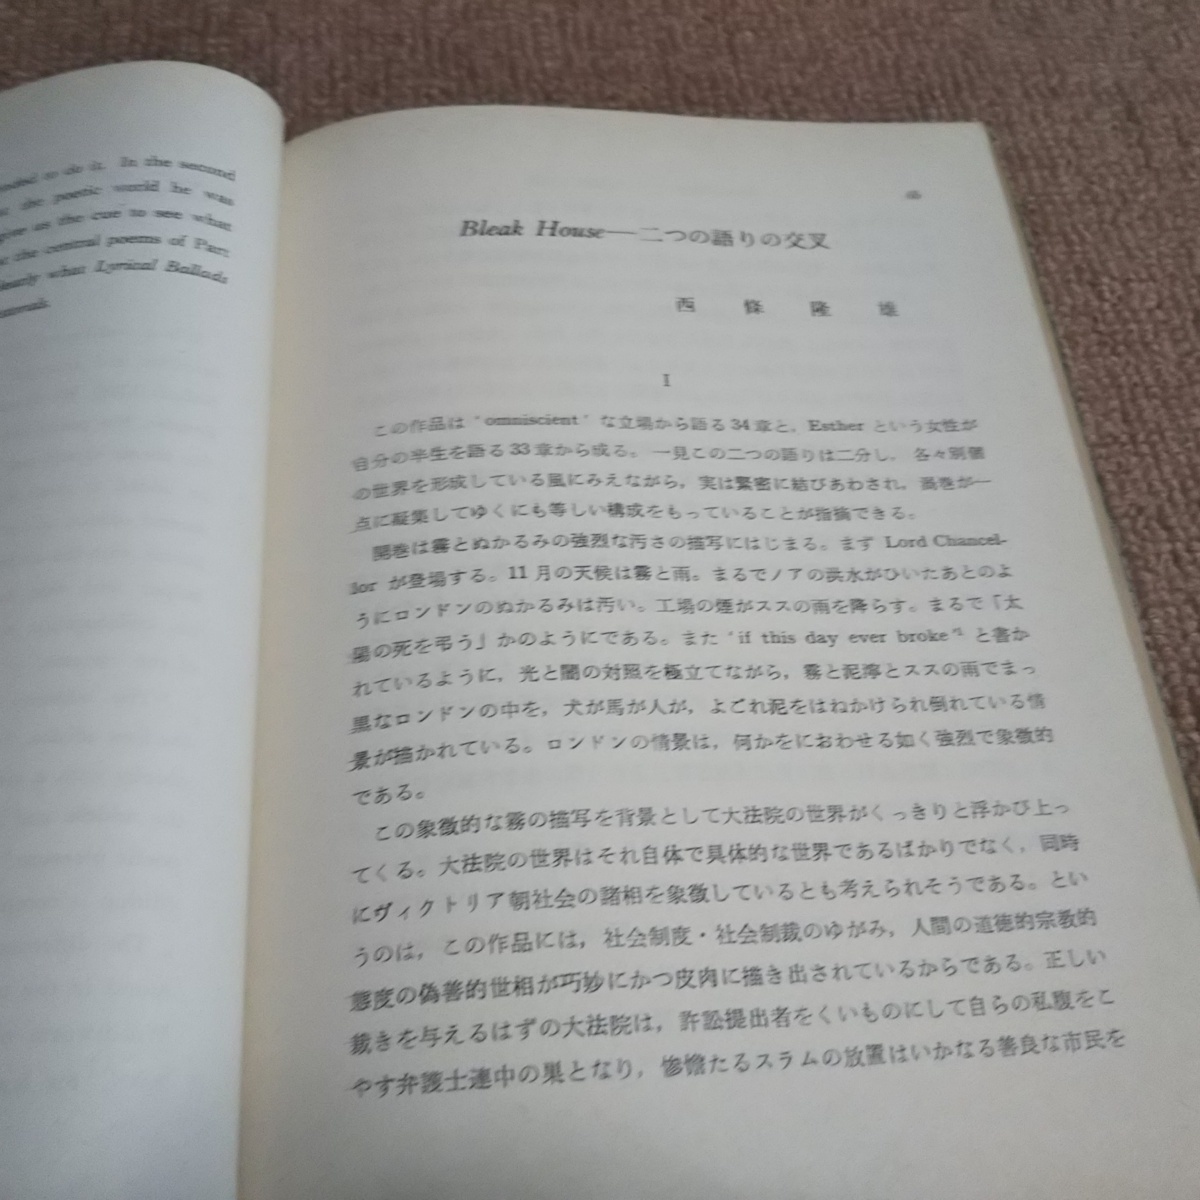 to do it. In the second
the poetic world he was
give us the cue to see what
the central poems of Part
clearly what Lyrical Ballads
Bleak House—二つの語りの交叉
西條隆雄
I
この作品は 'omniscient' な立場から語る34章と，Esther という女性が
自分の半生を語る33章から成る。一見この二つの語りは二分し，各々別個
の世界を形成している風にみえながら，実は緊密に結びあわされ，渦巻が一
点に凝集してゆくにも等しい構成をもっていることが指摘できる。
開巻は霧とぬかるみの強烈な汚さの描写にはじまる。まず Lord Chancel-
lor が登場する。11月の天候は霧と雨。まるでノアの洪水がひいたあとのよ
うにロンドンのぬかるみは汚い。工場の煙がススの雨を降らす。まるで「太
陽の死を弔う」かのようにである。また 'if this day ever broke'¹ と書か
れているように，光と闇の対照を極立てながら，霧と泥濘とススの雨でまっ
黒なロンドンの中を，犬が馬が人が，よごれ泥をはねかけられ倒れている情
景が描かれている。ロンドンの情景は，何かをにおわせる如く強烈で象徴的
である。
この象徴的な霧の描写を背景として大法院の世界がくっきりと浮かび上っ
てくる。大法院の世界はそれ自体で具体的な世界であるばかりでなく，同時
にヴィクトリア朝社会の諸相を象徴しているとも考えられそうである。とい
うのは，この作品には，社会制度・社会制裁のゆがみ，人間の道徳的宗教的
態度の偽善的世相が巧妙にかつ皮肉に描き出されているからである。正しい
裁きを与えるはずの大法院は，訴訟提出者をくいものにして自らの私腹をこ
やす弁護士連中の巣となり，惨憺たるスラムの放置はいかなる善良な市民を